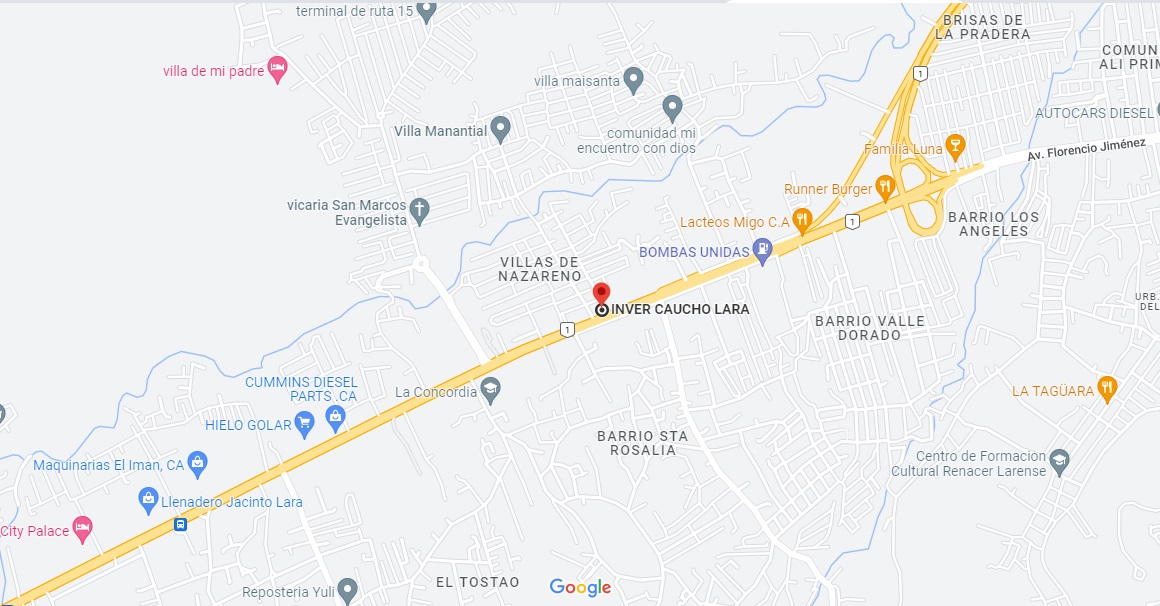 terminal de ruta 15
BRISAS DE
LA PRADERA
COMUN
ALI PRIM
villa de mi padre
1
villa maisanta
AUTOCARS DIESEL
Villa Manantial
comunidad mi
encuentro con dios
Familia Luna
Av. Florencio Jiménez
Runner Burger
vicaria San Marcos
Evangelista
Lacteos Migo C.A
1
BARRIO LOS
ANGELES
BOMBAS UNIDAS
VILLAS DE
NAZARENO
INVER CAUCHO LARA
URB.
DEL
1
BARRIO VALLE
DORADO
CUMMINS DIESEL
PARTS .CA
La Concordia
LA TAGÜARA
HIELO GOLAR
BARRIO STA
ROSALIA
Maquinarias El Iman, CA
Centro de Formacion
Cultural Renacer Larense
Llenadero Jacinto Lara
City Palace
EL TOSTAO
Google
Reposteria Yuli